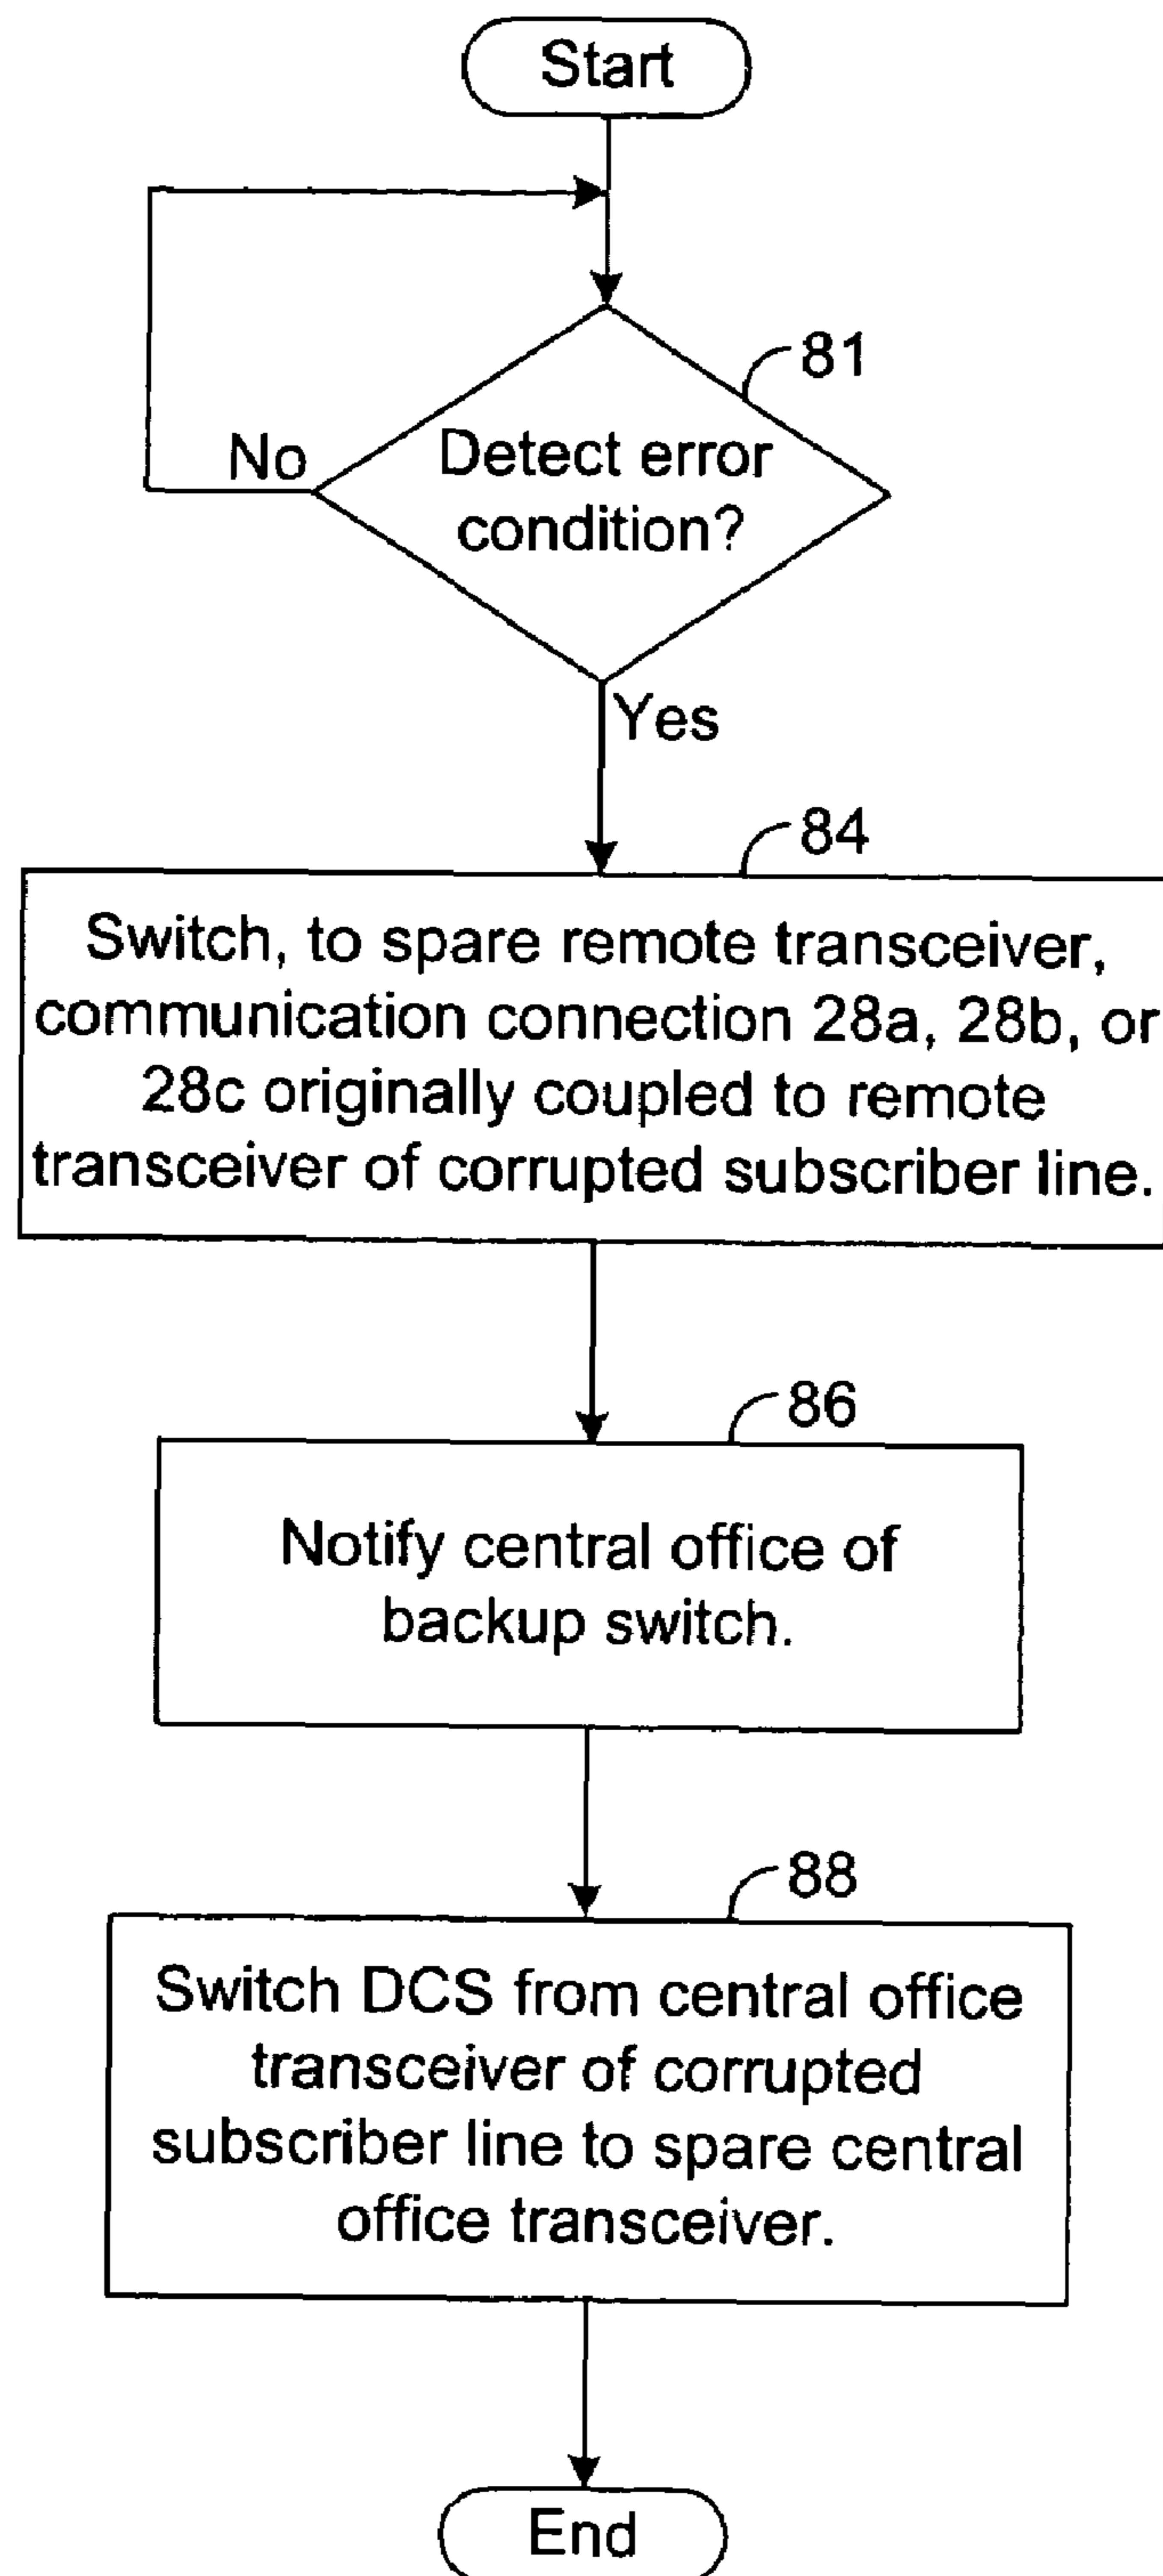 Start
81
Detect error
condition?
No
Yes
84
Switch, to spare remote transceiver,
communication connection 28a, 28b, or
28c originally coupled to remote
transceiver of corrupted subscriber line.
86
Notify central office of
backup switch.
88
Switch DCS from central office
transceiver of corrupted
subscriber line to spare central
office transceiver.
End